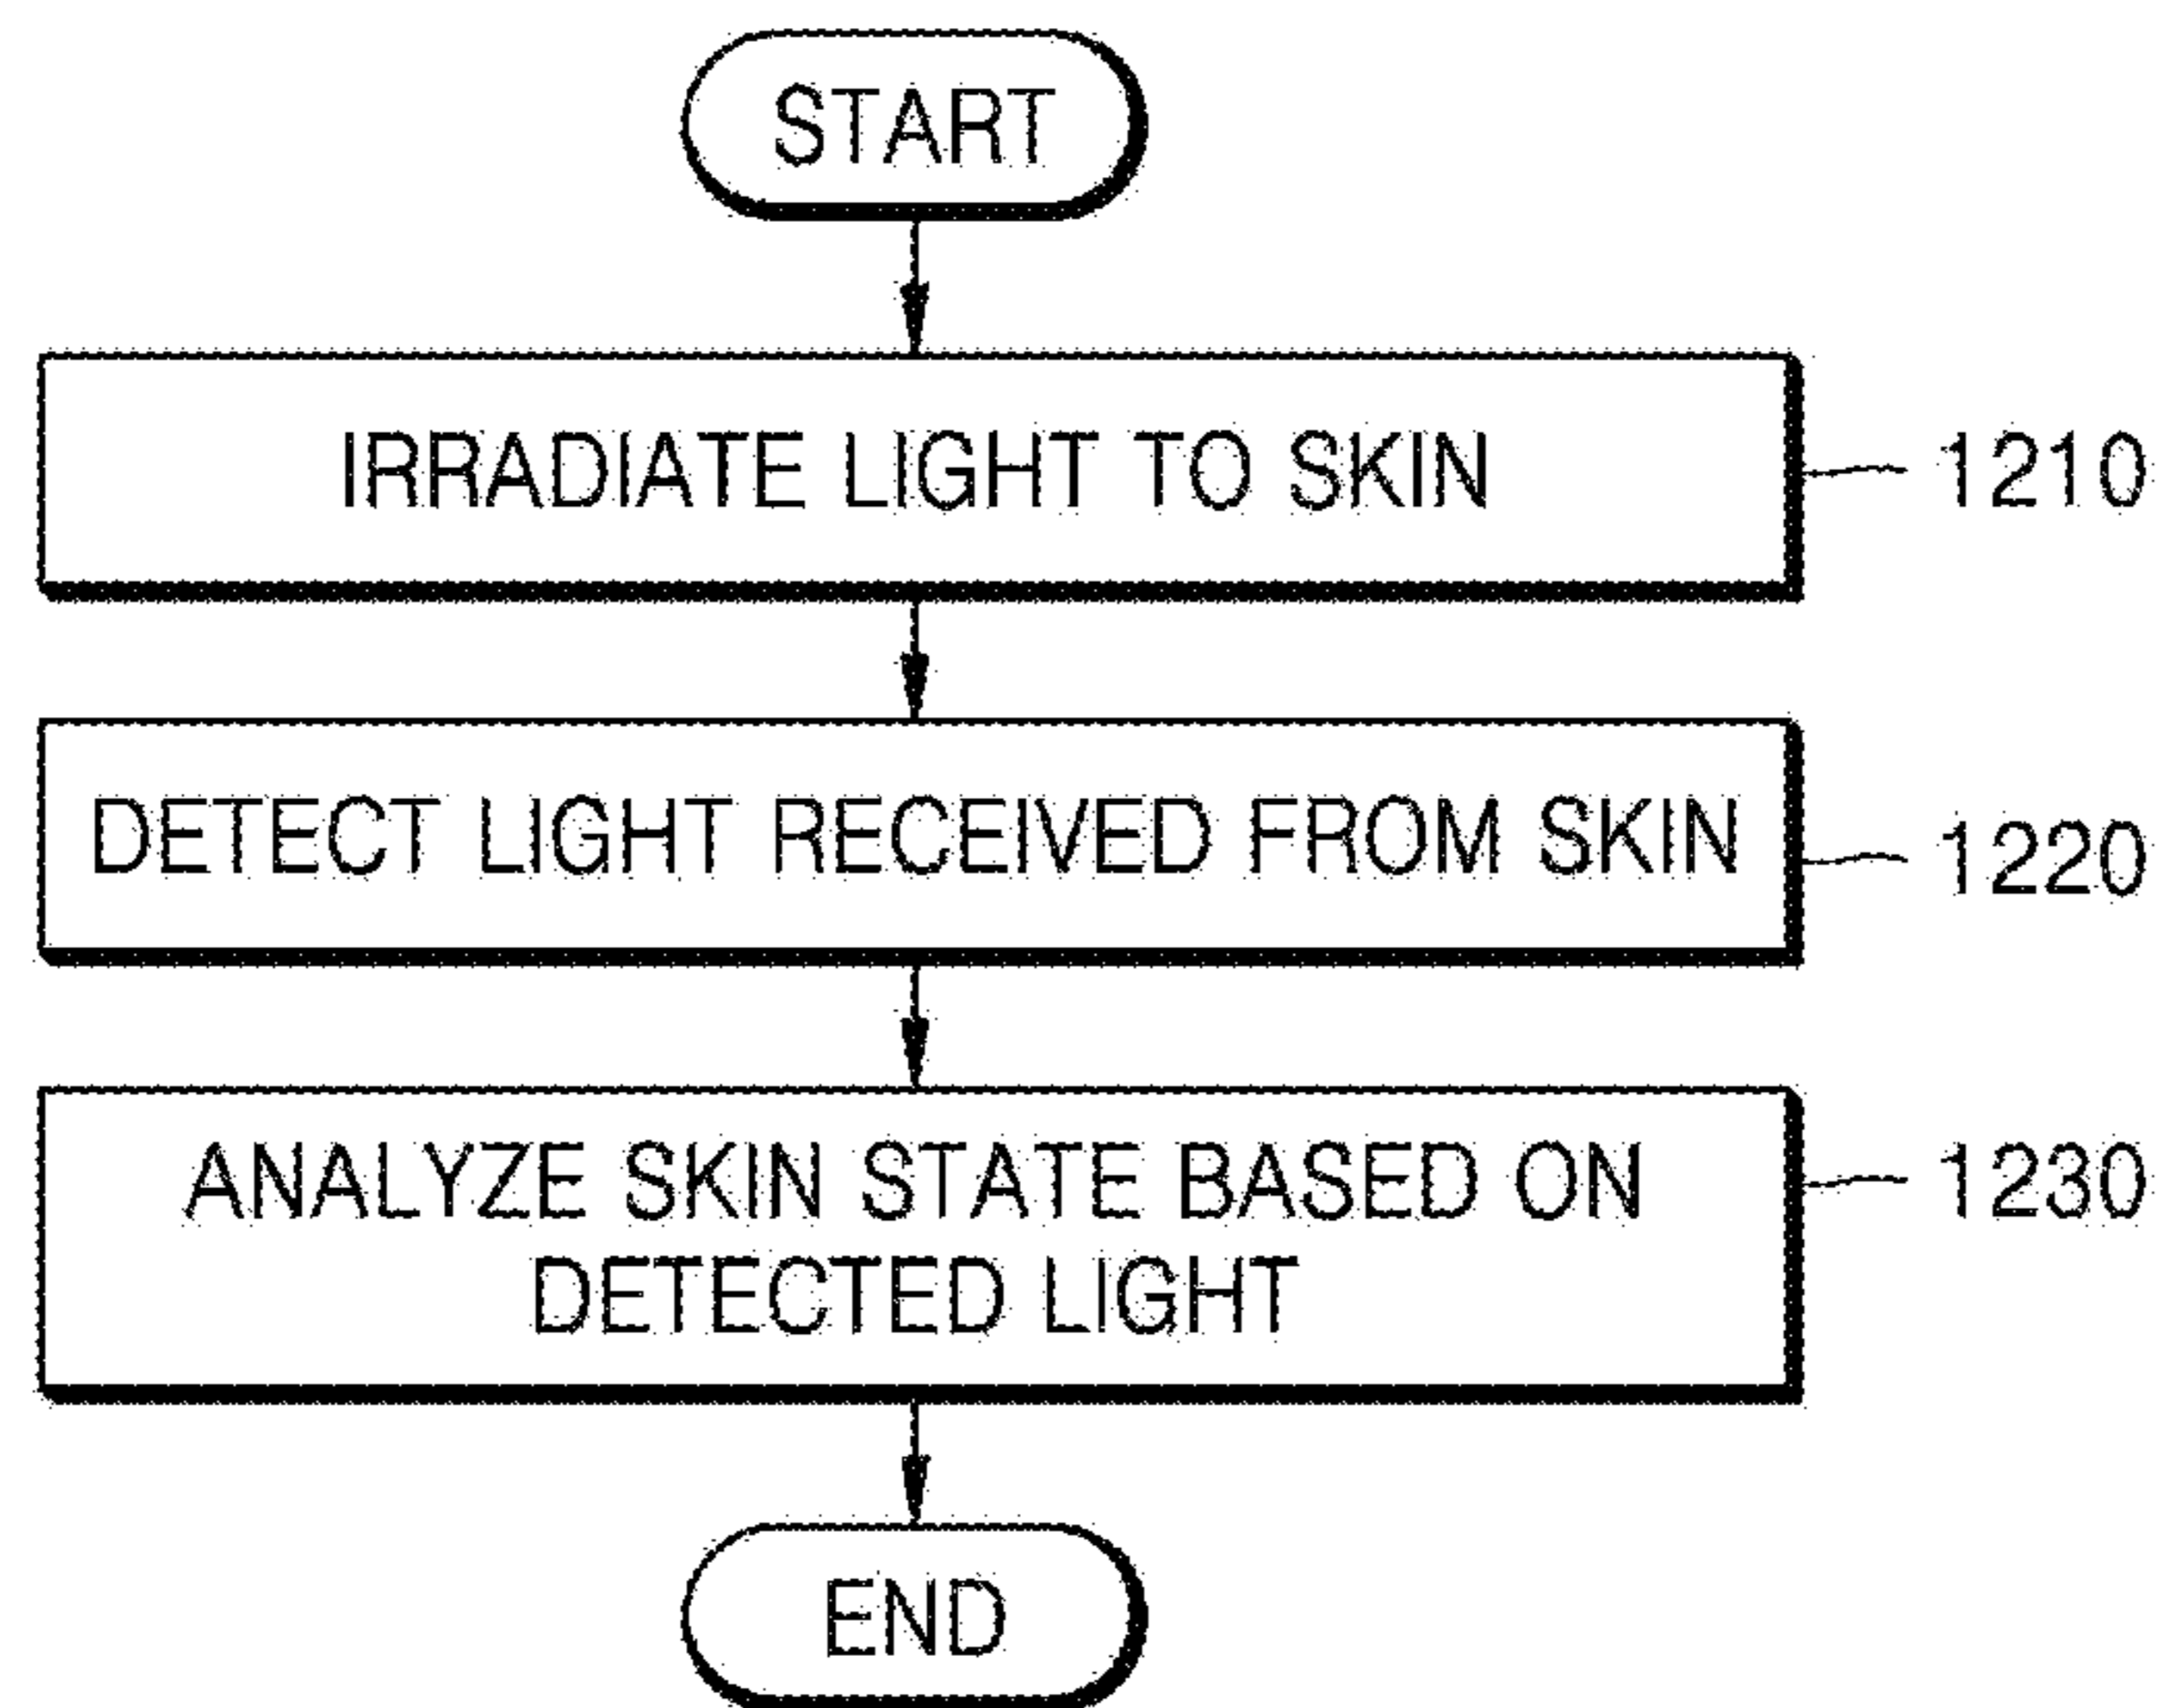 START
IRRADIATE LIGHT TO SKIN
1210
DETECT LIGHT RECEIVED FROM SKIN
1220
ANALYZE SKIN STATE BASED ON
1230
DETECTED LIGHT
END